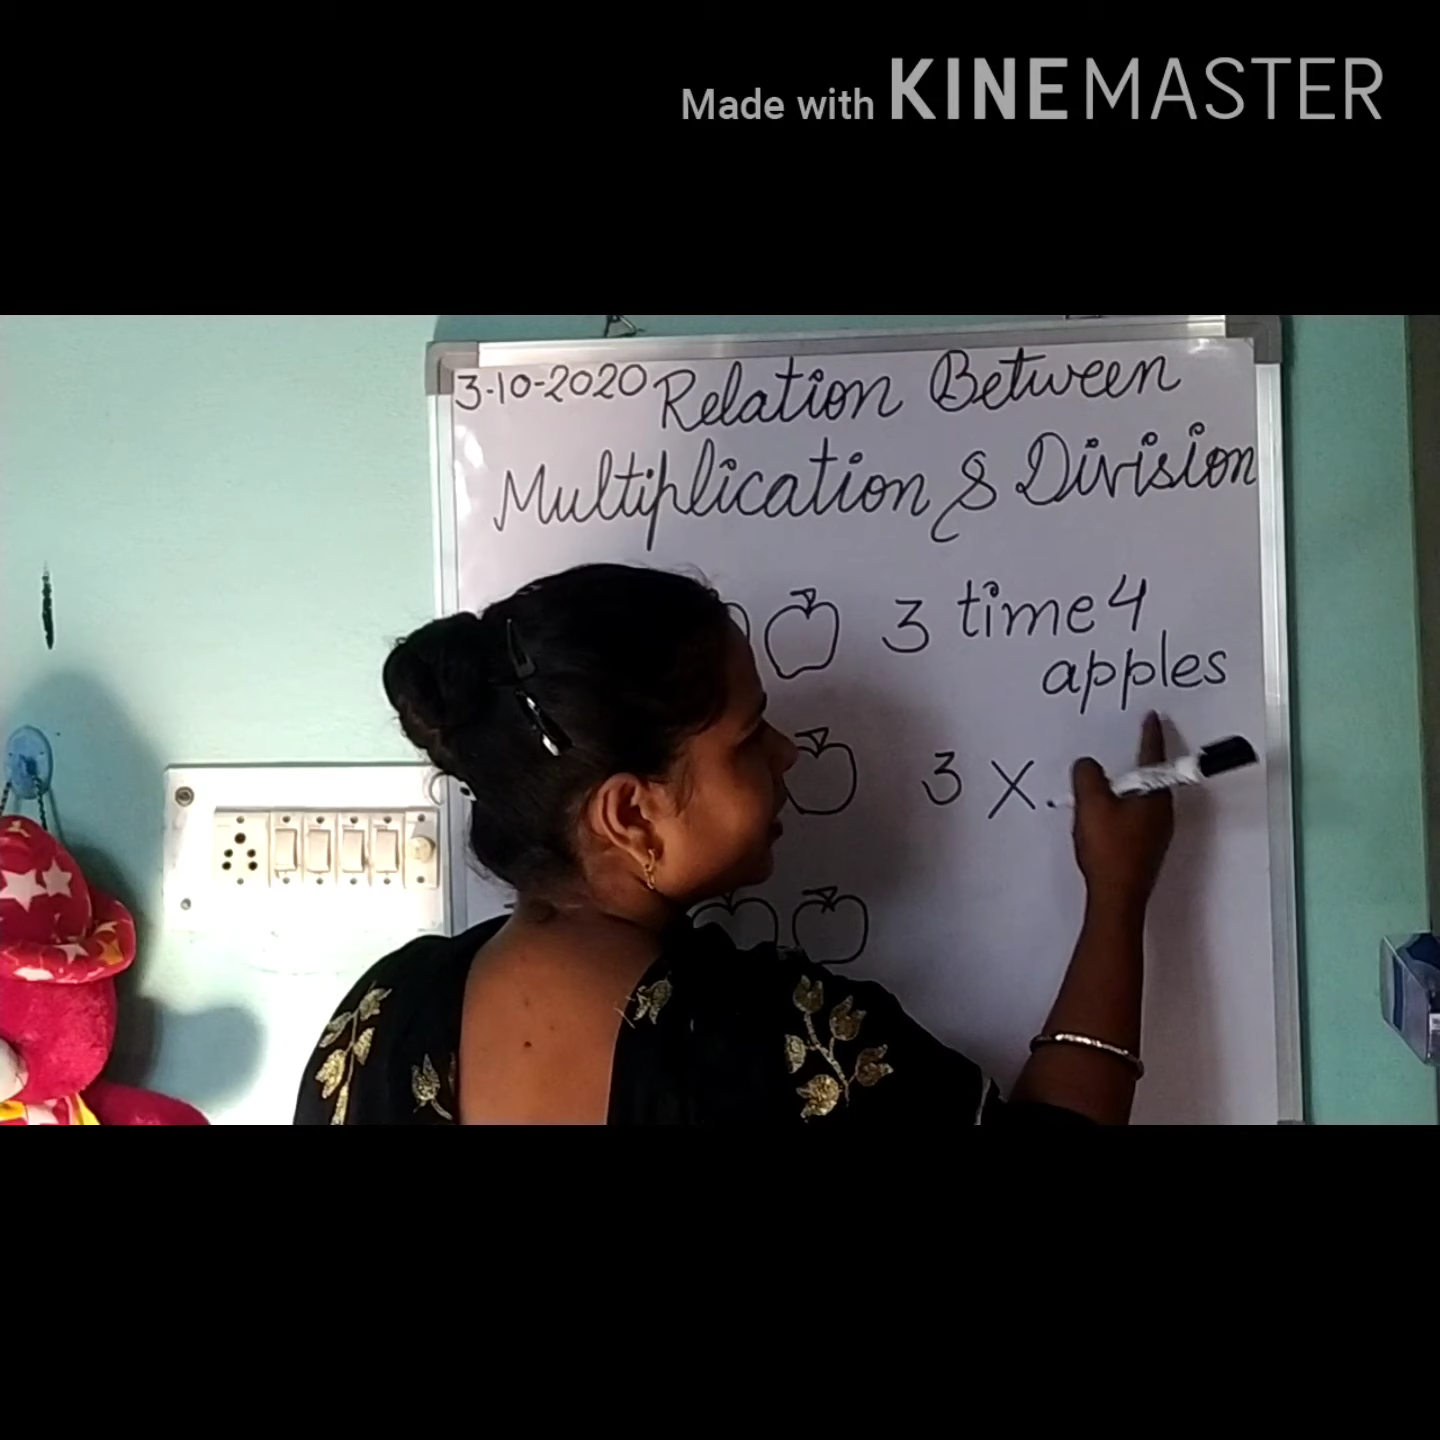 Made with KINEMASTER
3-10-2020 Relation Between
Multiplication & Division
3 time 4
apples
3 X